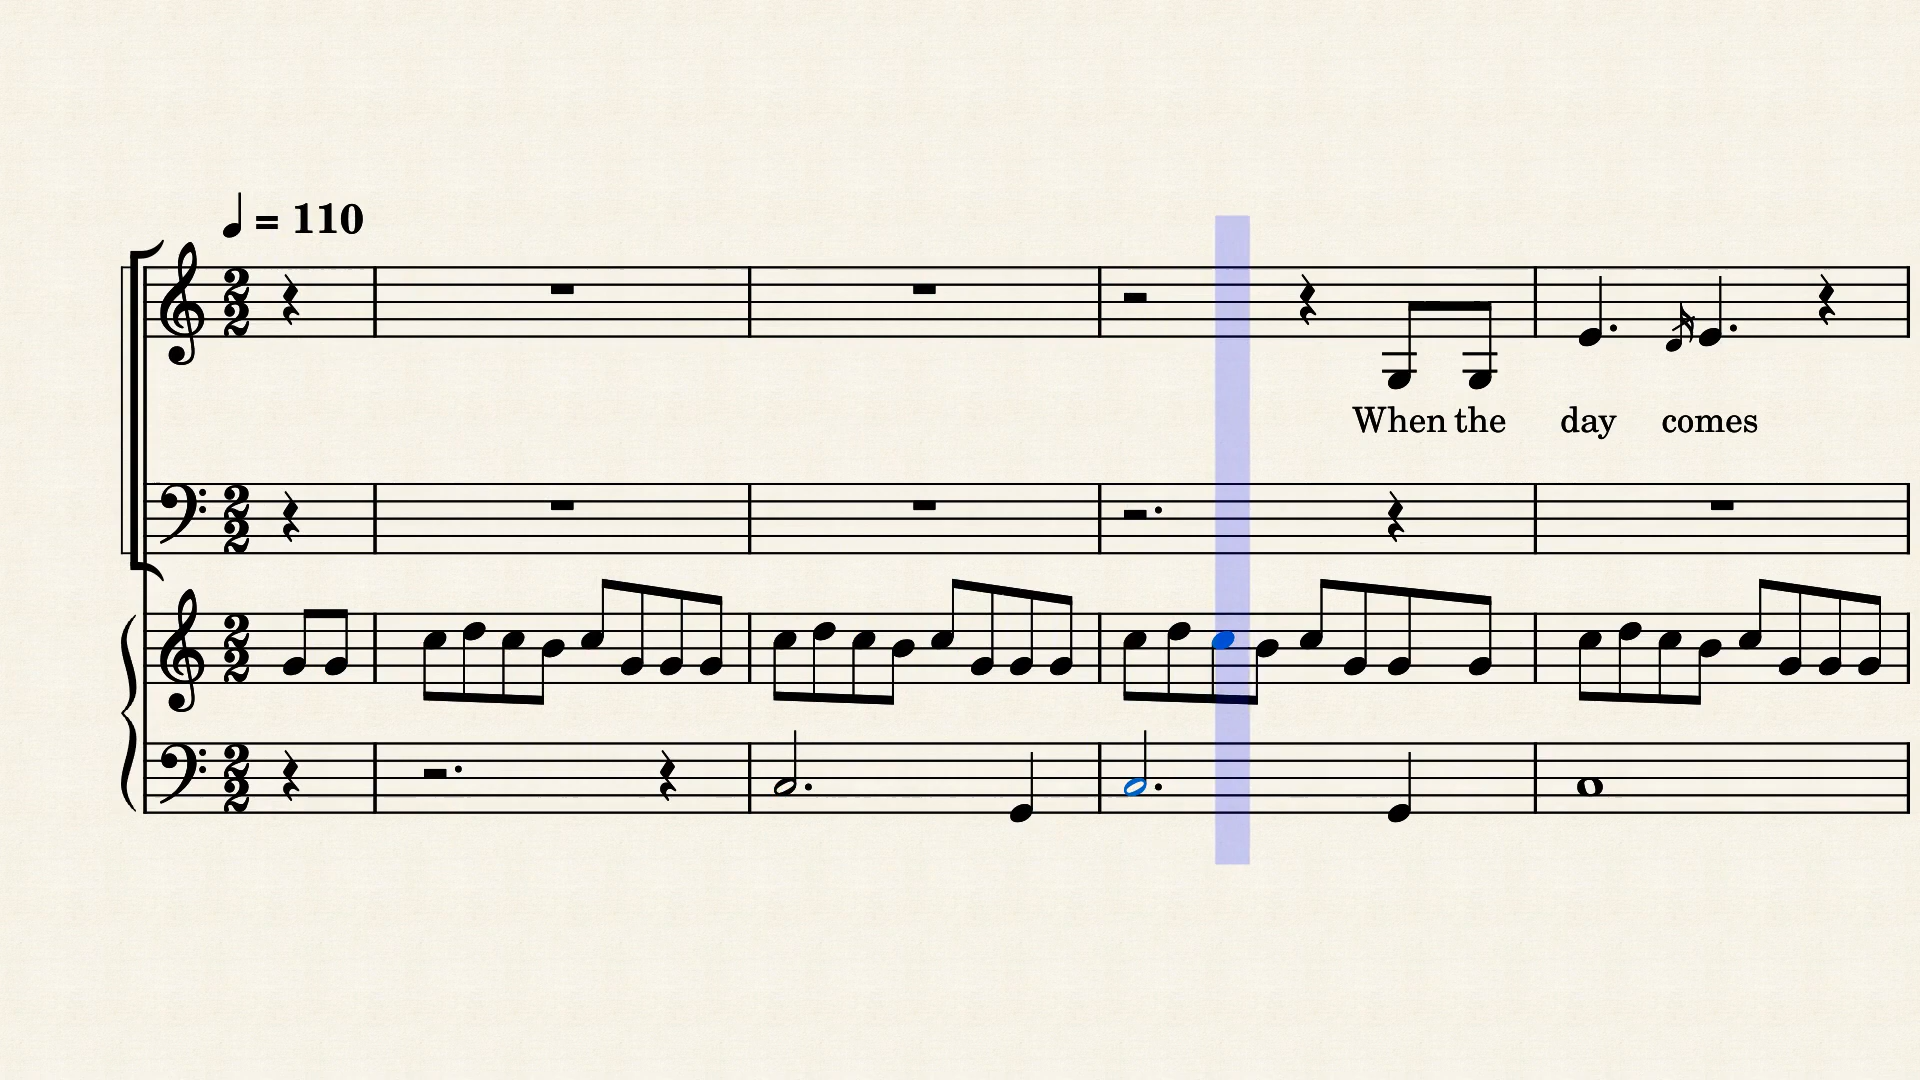 ♩ = 110
When the day comes